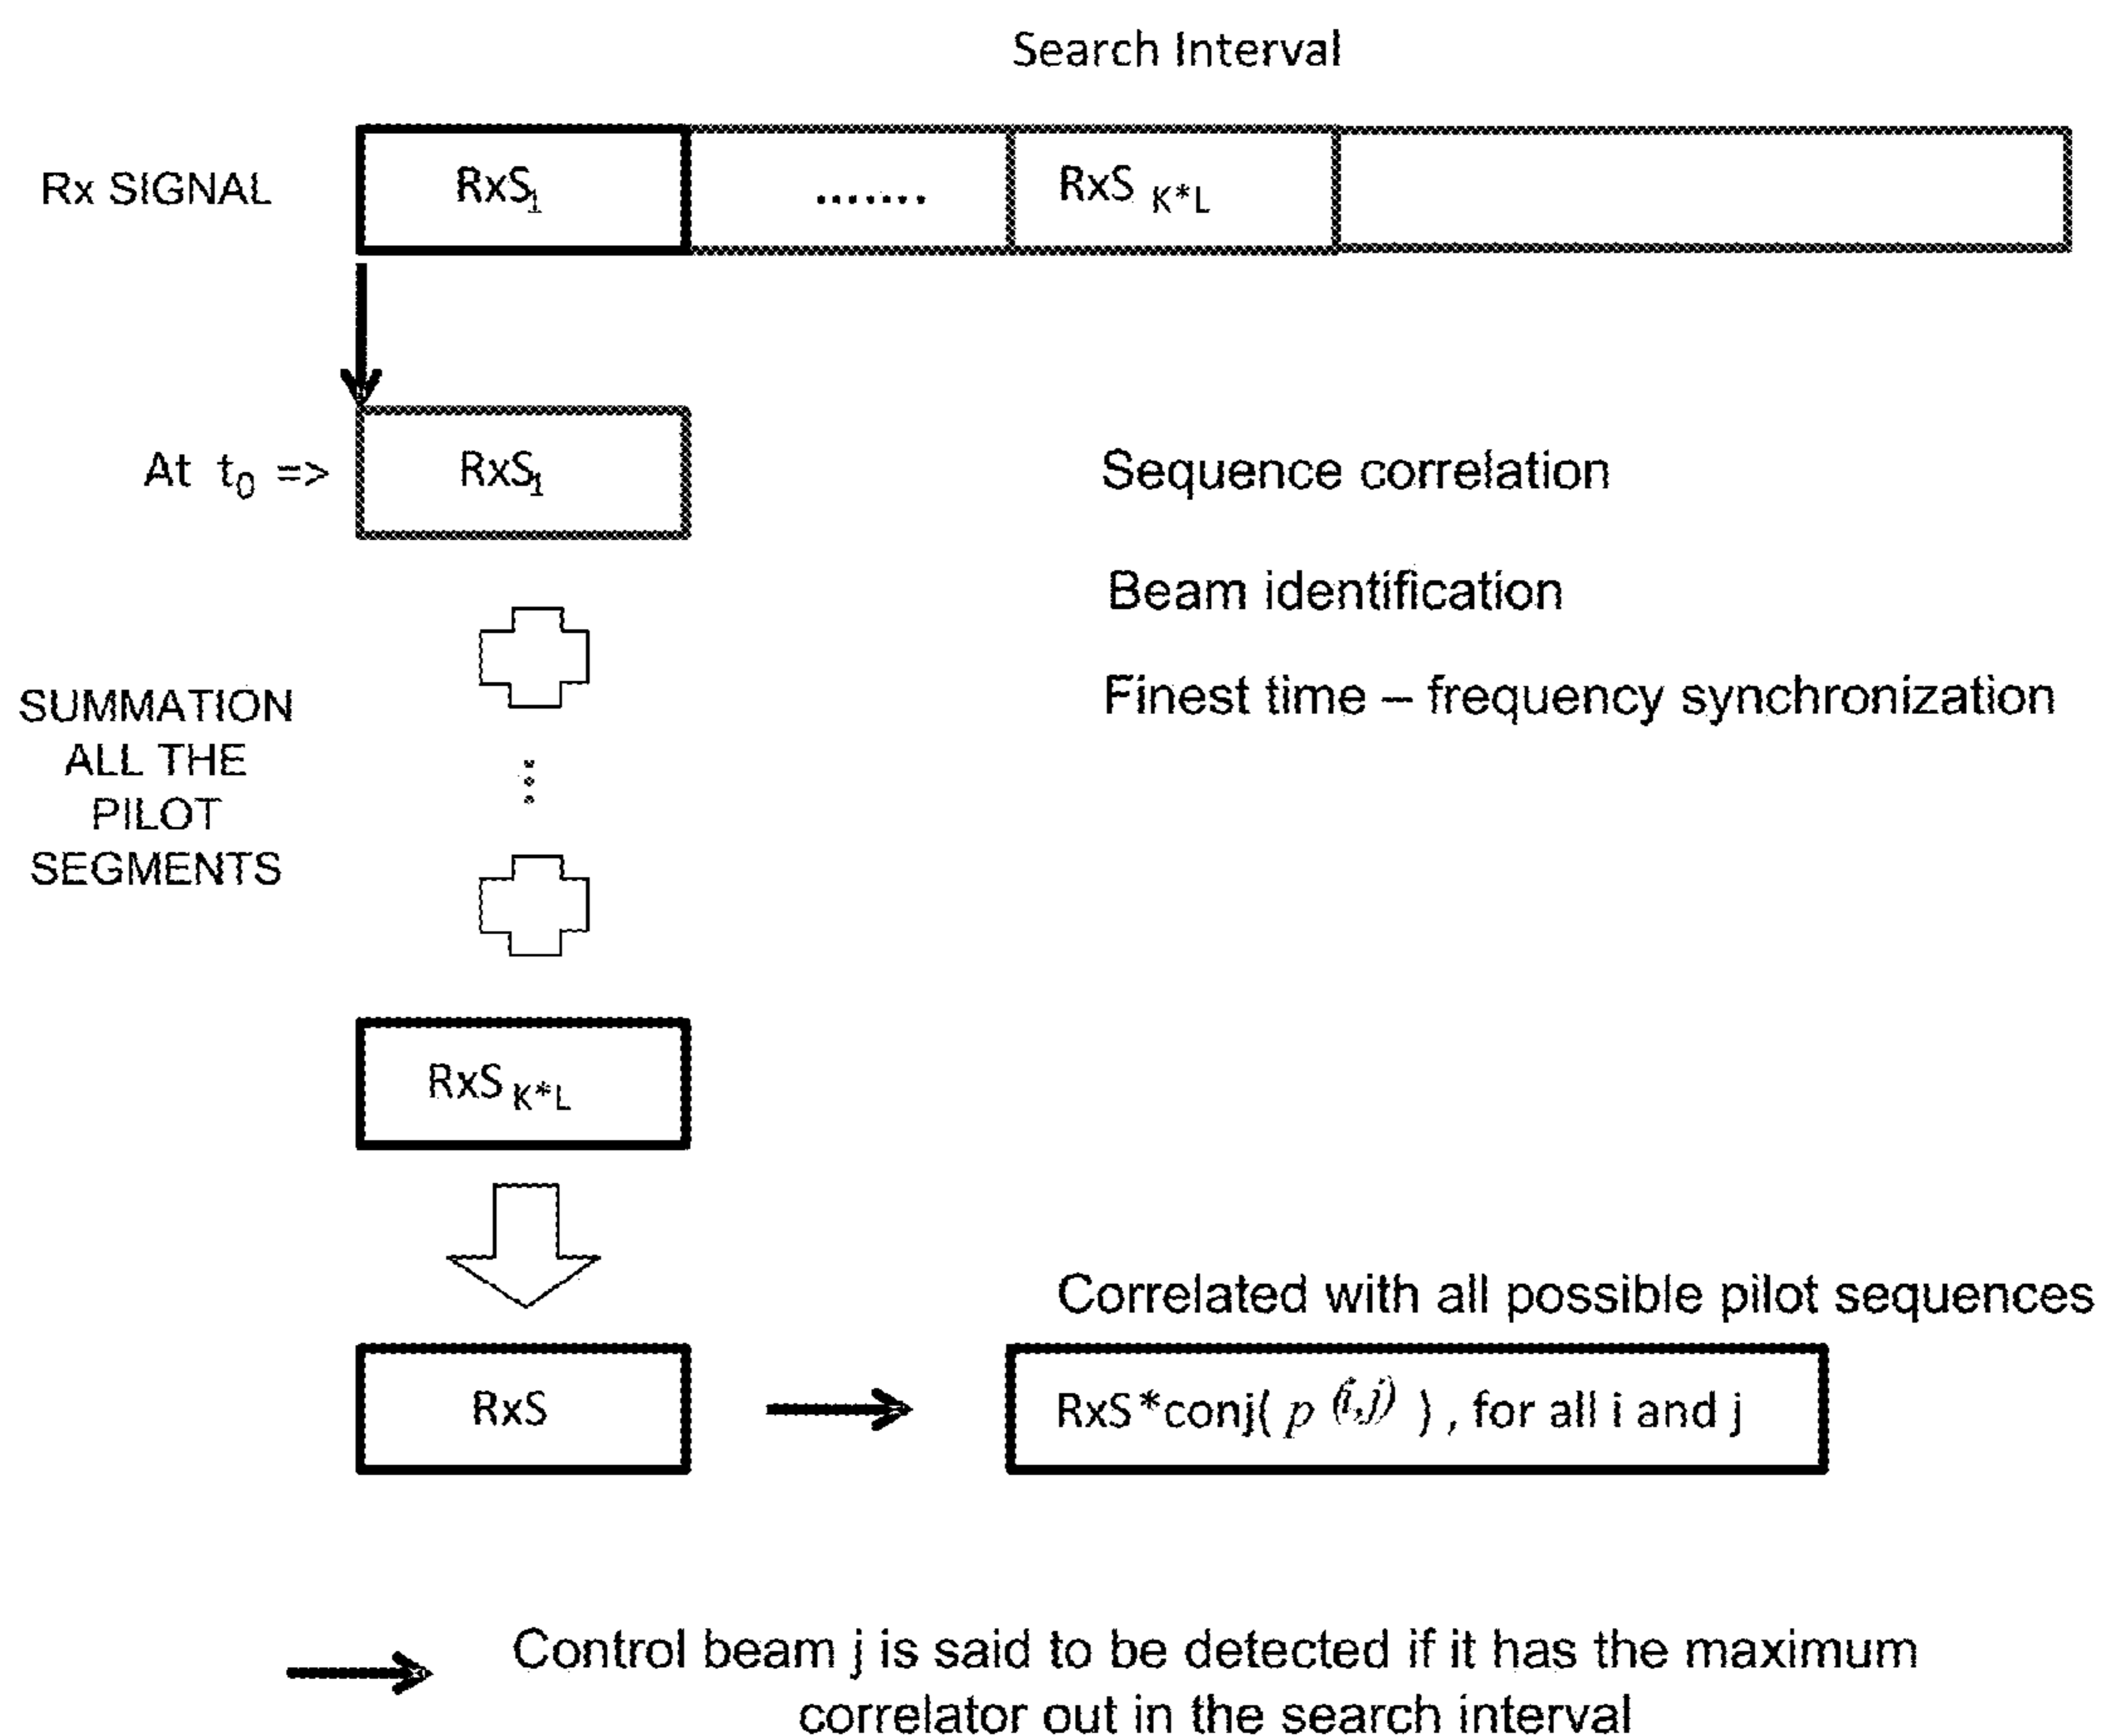 Search Interval
Rx SIGNAL
RxS1
.......
RxS K*L
At t0 =>
RxS1
Sequence correlation
Beam identification
Finest time – frequency synchronization
SUMMATION
ALL THE
PILOT
SEGMENTS
RxS K*L
Correlated with all possible pilot sequences
RxS
RxS*conj( p (i,j) ) , for all i and j
Control beam j is said to be detected if it has the maximum
correlator out in the search interval